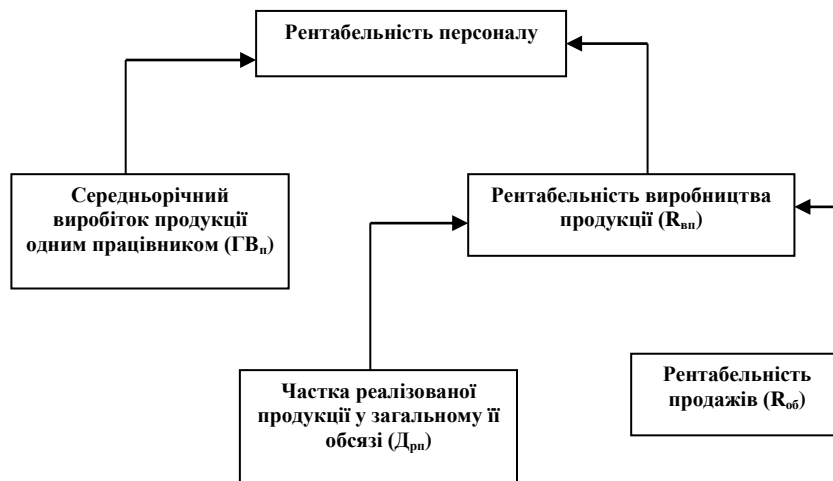 Рентабельність персоналу
Середньорічний
виробіток продукції
одним працівником (ГВп)
Рентабельність виробництва
продукції (Rвп)
Частка реалізованої
продукції у загальному її
обсязі (Дрп)
Рентабельність
продажів (Rоб)